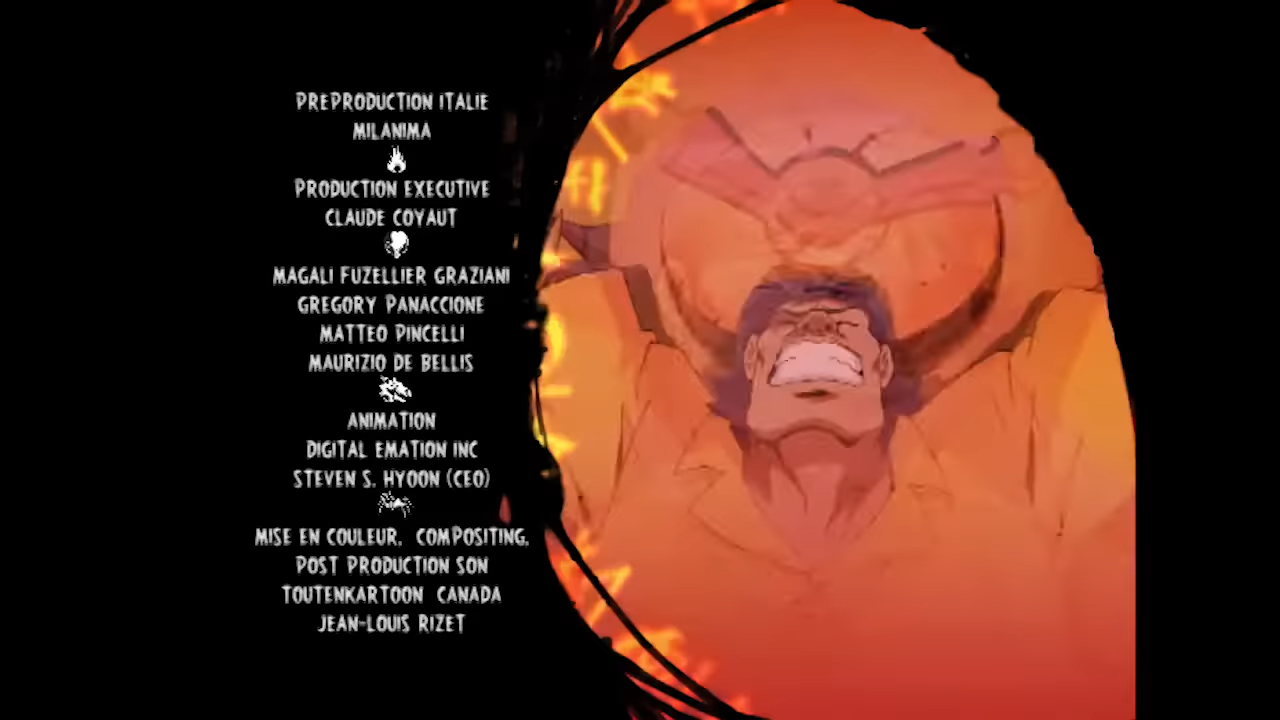 PREPRODUCTION ITALIE
MILANIMA
PRODUCTION EXECUTIVE
CLAUDE COYAUT
MAGALI FUZELLIER GRAZIANI
GREGORY PANACCIONE
MATTEO PINCELLI
MAURIZIO DE BELLIS
ANIMATION
DIGITAL EMATION INC
STEVEN S. HYOON (CEO)
MISE EN COULEUR, COMPOSITING,
POST PRODUCTION SON
TOUTENKARTOON CANADA
JEAN-LOUIS RIZET